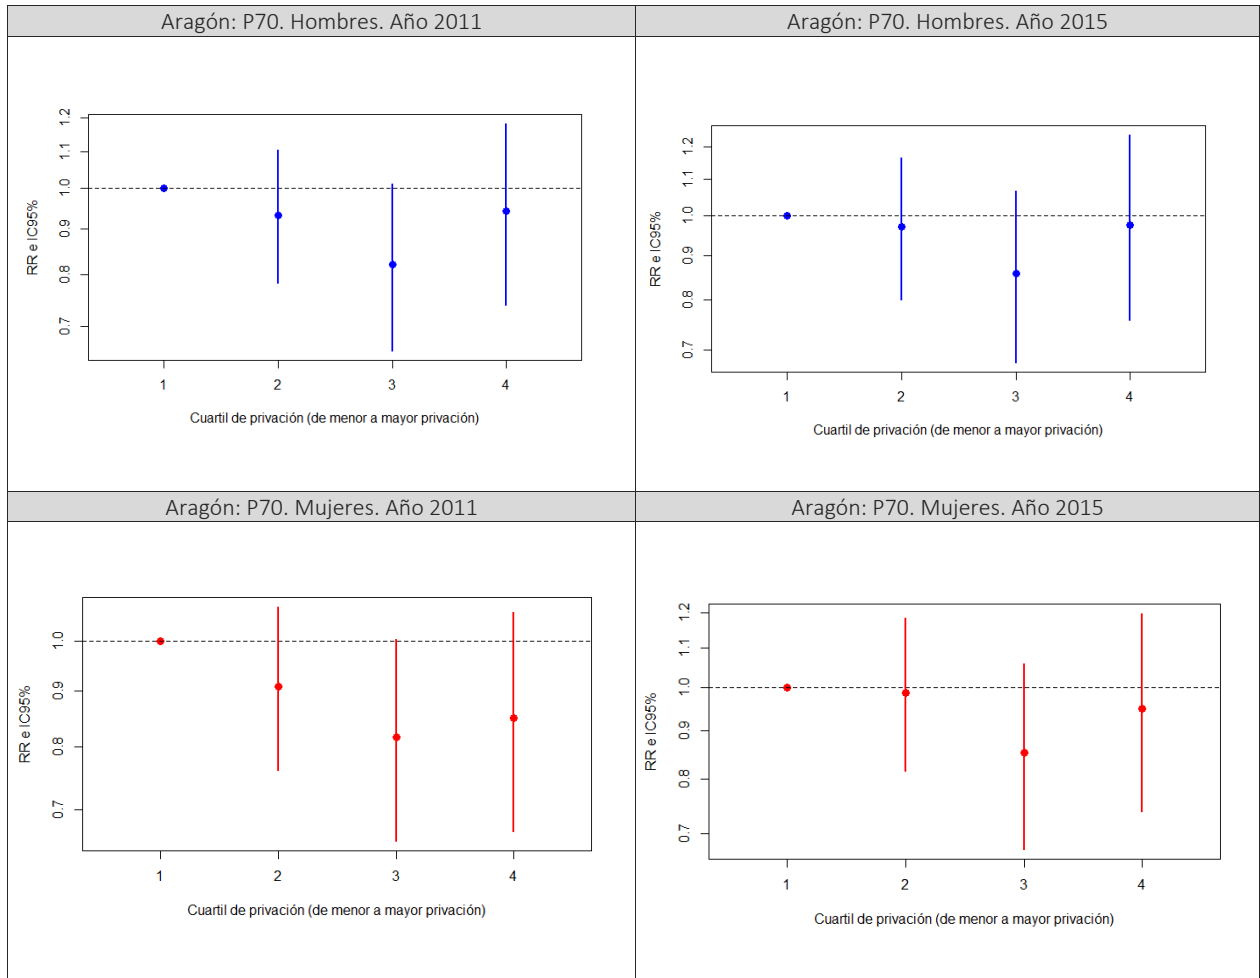 Aragón: P70. Hombres. Año 2011
Aragón: P70. Hombres. Año 2015
RR e IC95%
1.2
1.1
1.0
0.9
0.8
0.7
1 2 3 4
Cuartil de privación (de menor a mayor privación)
RR e IC95%
1.2
1.1
1.0
0.9
0.8
0.7
1 2 3 4
Cuartil de privación (de menor a mayor privación)
Aragón: P70. Mujeres. Año 2011
Aragón: P70. Mujeres. Año 2015
RR e IC95%
1.0
0.9
0.8
0.7
1 2 3 4
Cuartil de privación (de menor a mayor privación)
RR e IC95%
1.2
1.1
1.0
0.9
0.8
0.7
1 2 3 4
Cuartil de privación (de menor a mayor privación)